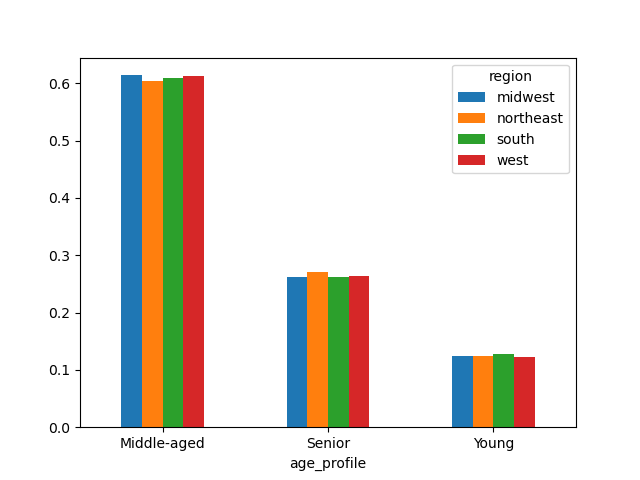 region
midwest
northeast
south
west
0.6
0.5
0.4
0.3
0.2
0.1
0.0
Middle-aged Senior Young
age_profile